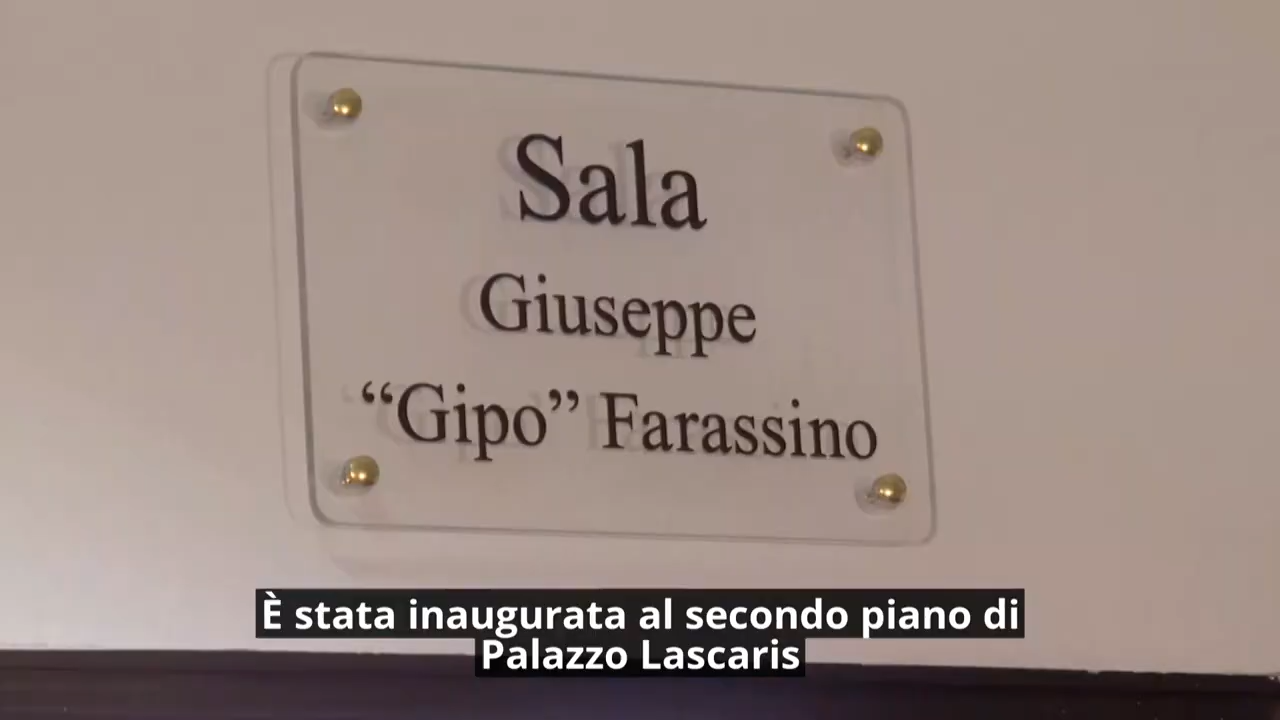 Sala
Giuseppe
“Gipo” Farassino
È stata inaugurata al secondo piano di
Palazzo Lascaris